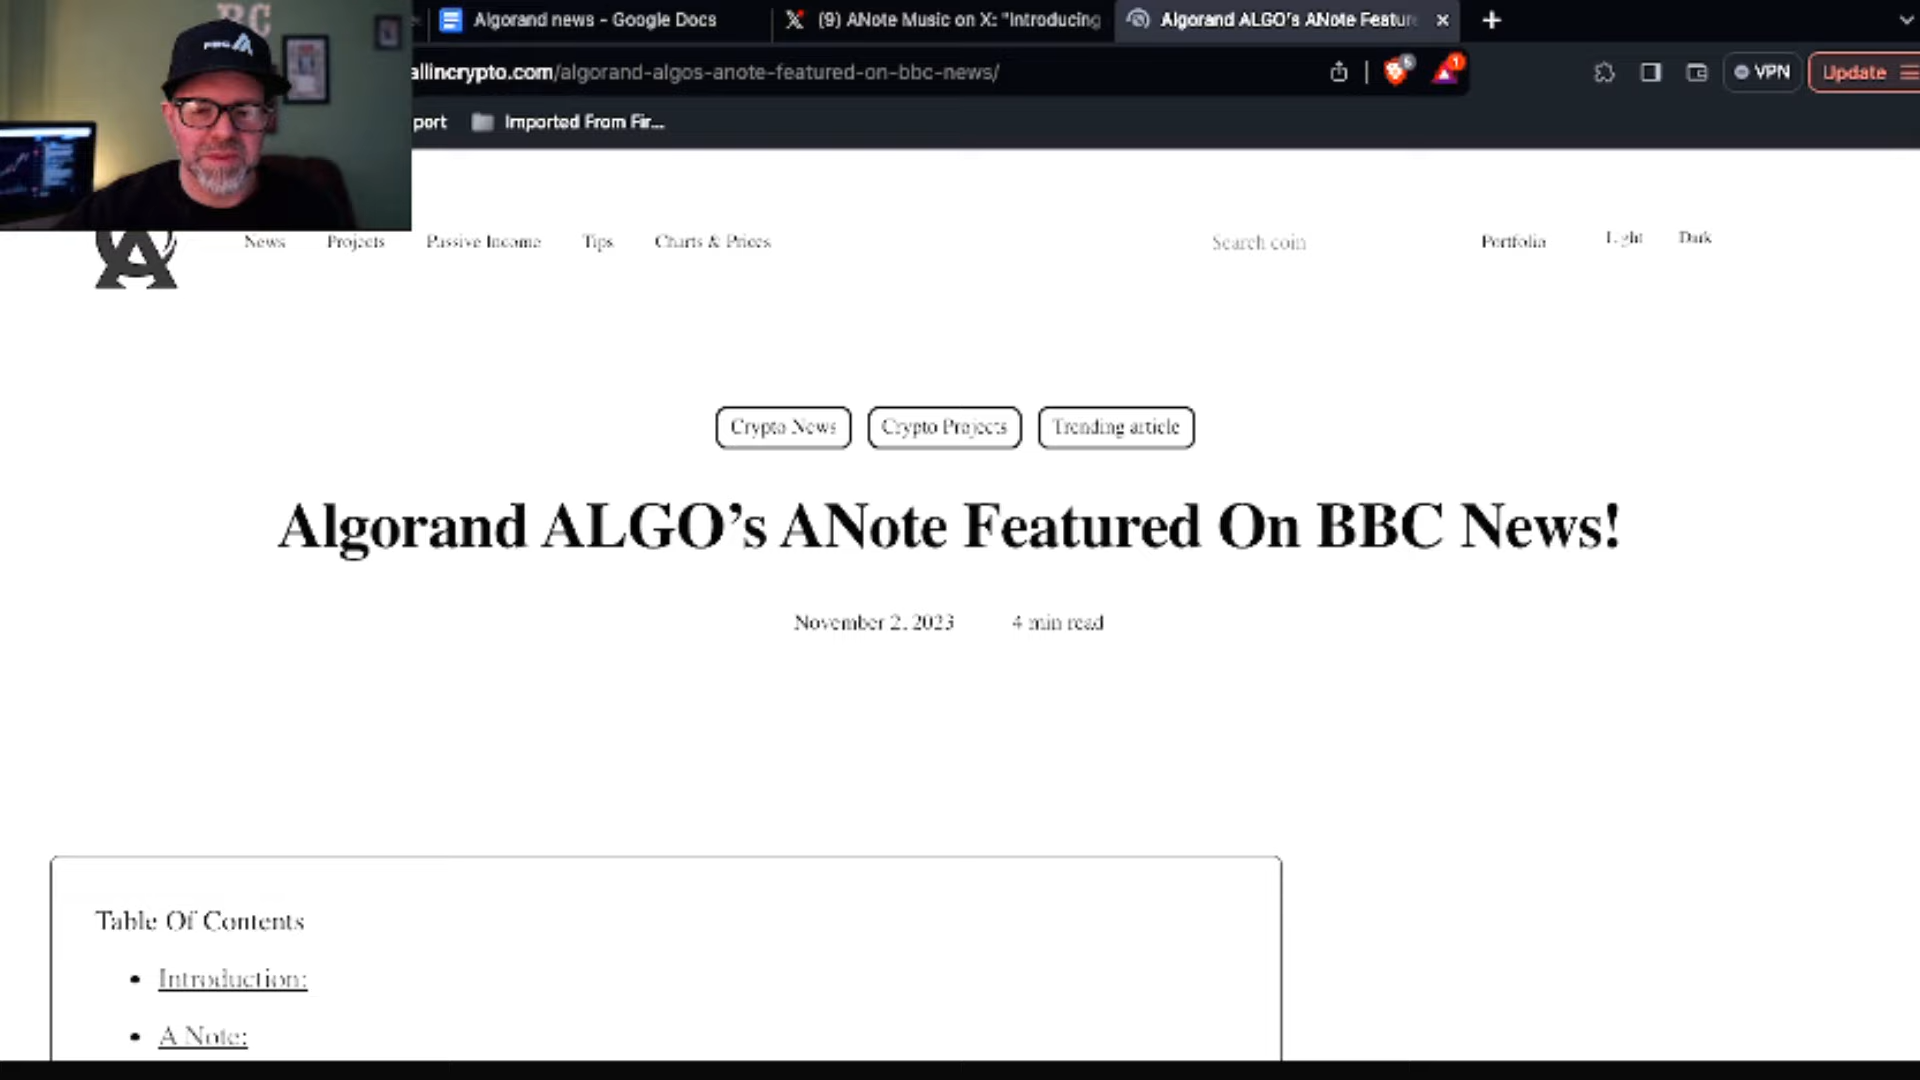 Algorand news - Google Docs
(9) ANote Music on X: "Introducing
Algorand ALGO's ANote Featur
allincrypto.com/algorand-algos-anote-featured-on-bbc-news/
5
1
VPN
Update
port
Imported From Fir...
News
Projects
Passive Income
Tips
Charts & Prices
Search coin
Portfolio
Light
Dark
Crypto News
Crypto Projects
Trending article
Algorand ALGO’s ANote Featured On BBC News!
November 2, 2023
4 min read
Table Of Contents
Introduction:
A Note: